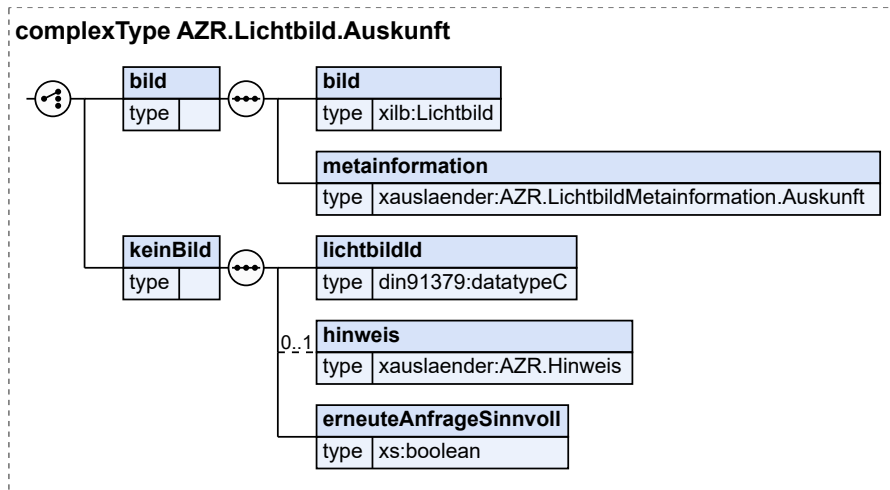 complexType AZR.Lichtbild.Auskunft
bild
type
bild
type xilb:Lichtbild
metainformation
type xauslaender:AZR.LichtbildMetainformation.Auskunft
keinBild
type
lichtbildId
type din91379:datatypeC
0..1
hinweis
type xauslaender:AZR.Hinweis
erneuteAnfrageSinnvoll
type xs:boolean